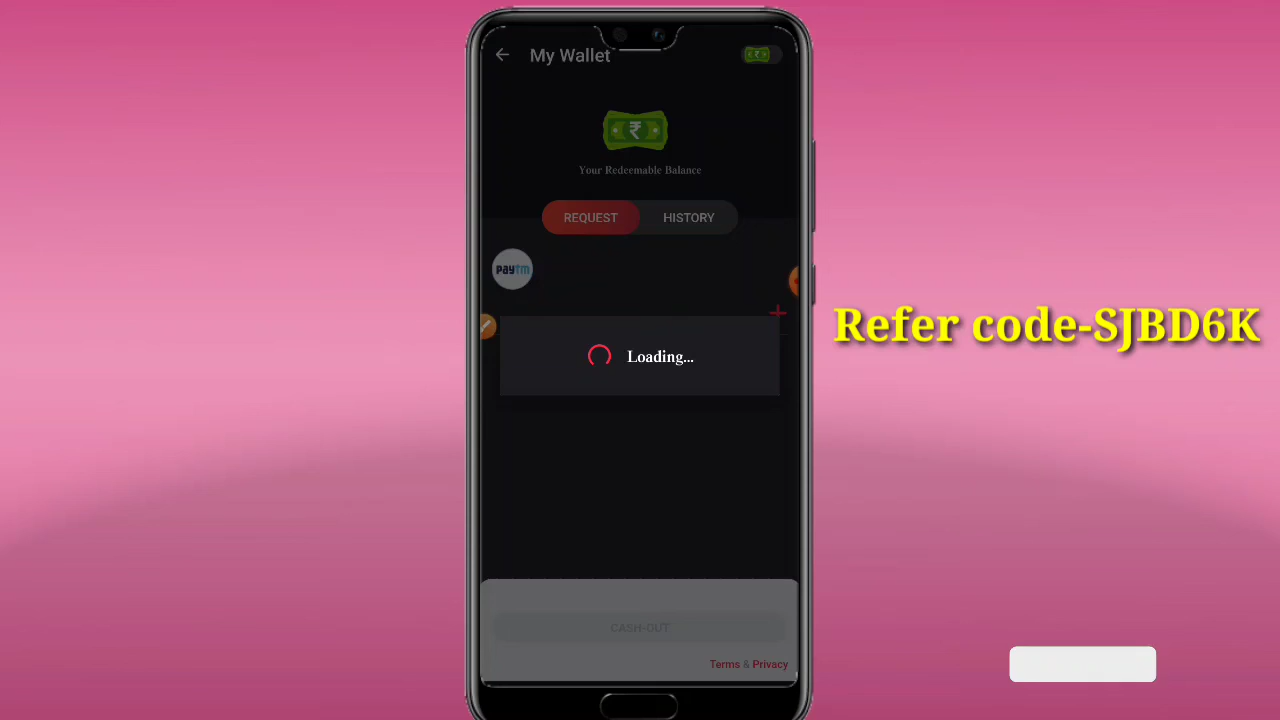 My Wallet
₹
₹
Your Redeemable Balance
REQUEST
HISTORY
paytm
Refer code-SJBD6K
Loading...
CASH-OUT
Terms & Privacy